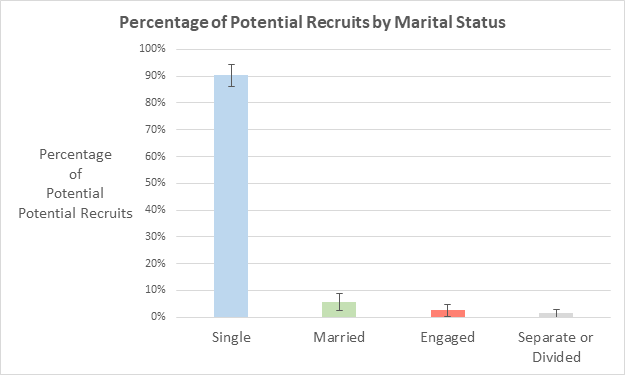 Percentage of Potential Recruits by Marital Status
100%
90%
80%
70%
60%
50%
40%
30%
20%
10%
0%
Percentage
of
Potential
Potential Recruits
Single
Married
Engaged
Separate or
Divided